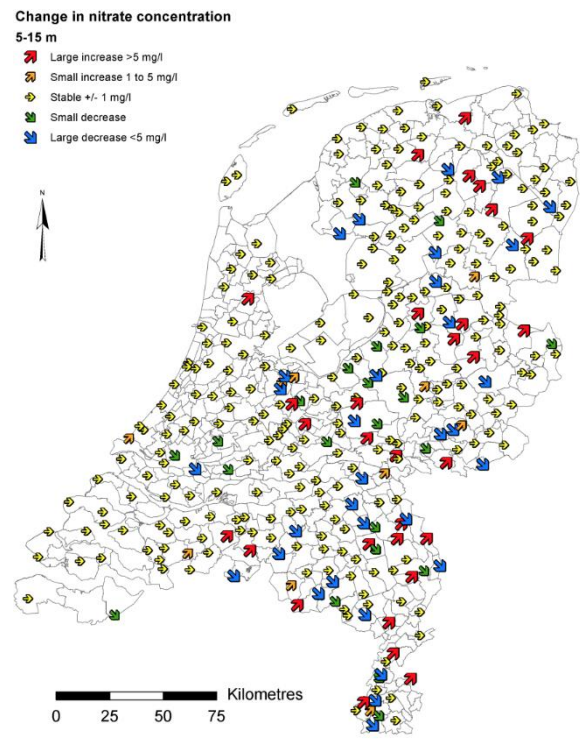 Change in nitrate concentration
5-15 m
Large increase >5 mg/l
Small increase 1 to 5 mg/l
Stable +/- 1 mg/l
Small decrease
Large decrease <5 mg/l
N
Kilometres
0 25 50 75